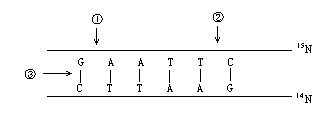 ① ②
¹⁵N
G A A T T C
③
C T T A A G
¹⁴N